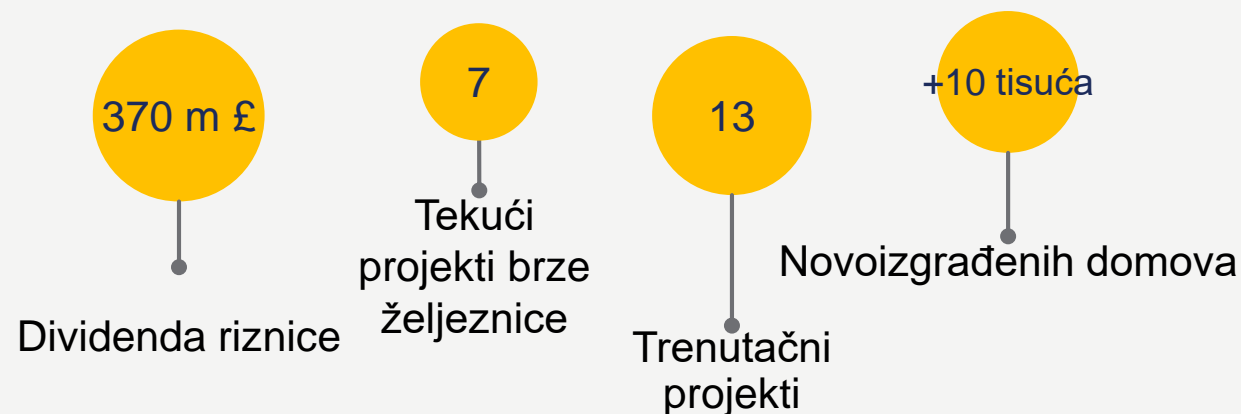 370 m £
Dividenda riznice
7
Tekući
projekti brze
željeznice
13
Trenutačni
projekti
+10 tisuća
Novoizgrađenih domova